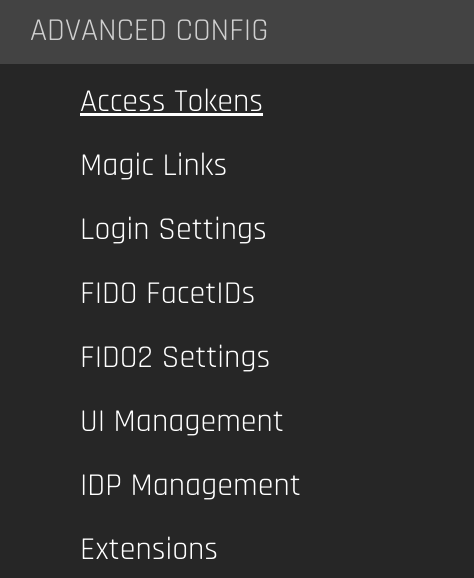 ADVANCED CONFIG
Access Tokens
Magic Links
Login Settings
FIDO FacetIDs
FIDO2 Settings
UI Management
IDP Management
Extensions